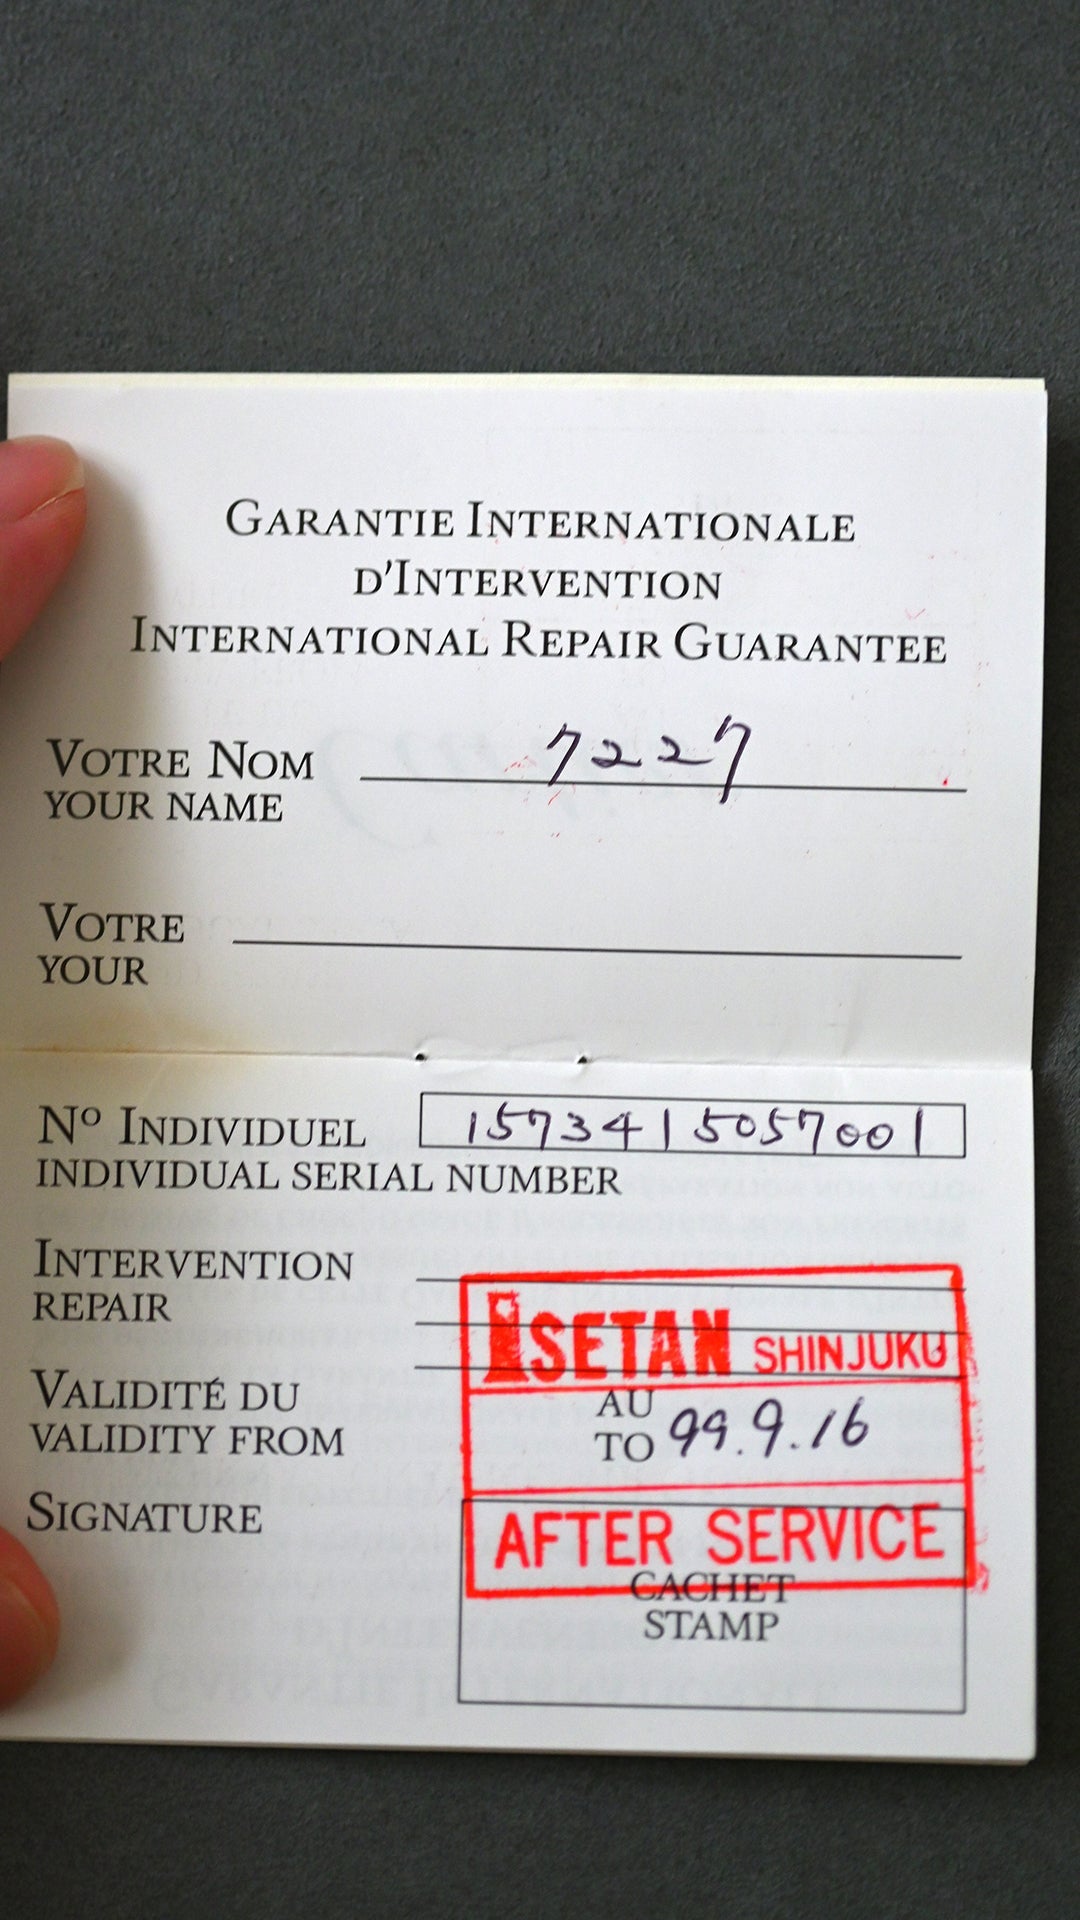 GARANTIE INTERNATIONALE
D'INTERVENTION
INTERNATIONAL REPAIR GUARANTEE
VOTRE NOM 7227
YOUR NAME
VOTRE
YOUR
Nº INDIVIDUEL 1573415057001
INDIVIDUAL SERIAL NUMBER
INTERVENTION
REPAIR
ISETAN SHINJUKU
VALIDITÉ DU AU
VALIDITY FROM TO 99.9.16
SIGNATURE
AFTER SERVICE
CACHET
STAMP